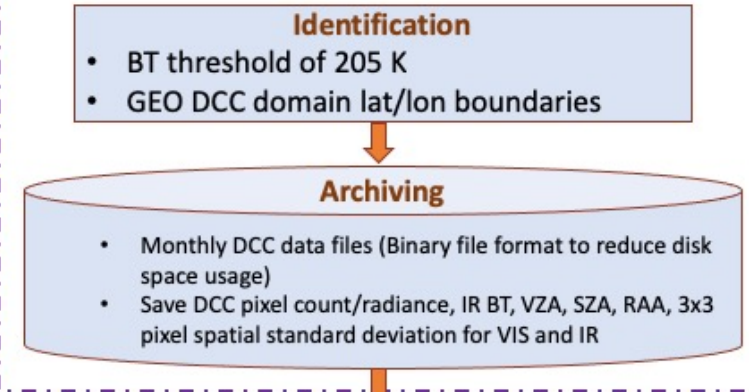 Identification
• BT threshold of 205 K
• GEO DCC domain lat/lon boundaries
Archiving
• Monthly DCC data files (Binary file format to reduce disk
space usage)
• Save DCC pixel count/radiance, IR BT, VZA, SZA, RAA, 3x3
pixel spatial standard deviation for VIS and IR